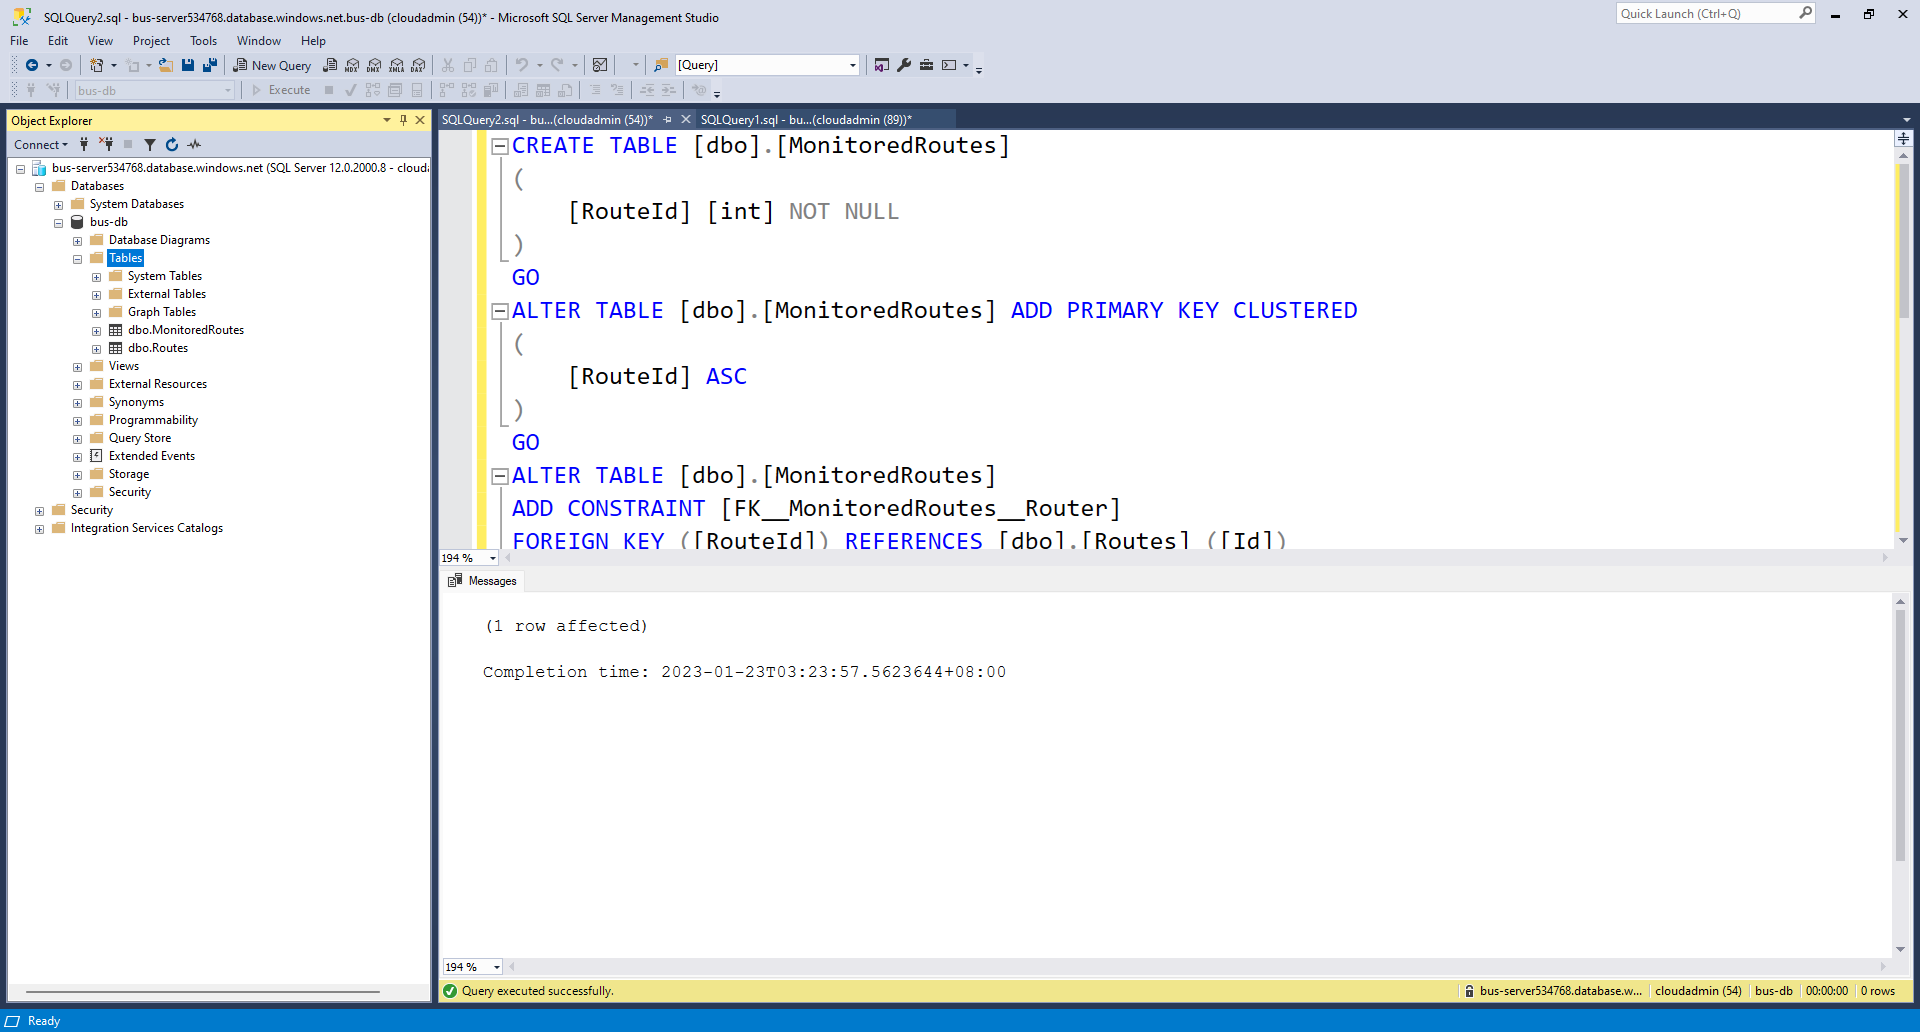 SQLQuery2.sql - bus-server534768.database.windows.net.bus-db (cloudadmin (54))* - Microsoft SQL Server Management Studio
Quick Launch (Ctrl+Q)
File Edit View Project Tools Window Help
New Query MDX DMX XMLA DAX [Query]
bus-db Execute
Object Explorer
Connect
bus-server534768.database.windows.net (SQL Server 12.0.2000.8 - clouda
Databases
System Databases
bus-db
Database Diagrams
Tables
System Tables
External Tables
Graph Tables
dbo.MonitoredRoutes
dbo.Routes
Views
External Resources
Synonyms
Programmability
Query Store
Extended Events
Storage
Security
Security
Integration Services Catalogs
SQLQuery2.sql - bu...(cloudadmin (54))* SQLQuery1.sql - bu...(cloudadmin (89))*
CREATE TABLE [dbo].[MonitoredRoutes]
(
[RouteId] [int] NOT NULL
)
GO
ALTER TABLE [dbo].[MonitoredRoutes] ADD PRIMARY KEY CLUSTERED
(
[RouteId] ASC
)
GO
ALTER TABLE [dbo].[MonitoredRoutes]
ADD CONSTRAINT [FK__MonitoredRoutes__Router]
FOREIGN KEY ([RouteId]) REFERENCES [dbo].[Routes] ([Id])
194 %
Messages
(1 row affected)
Completion time: 2023-01-23T03:23:57.5623644+08:00
194 %
Query executed successfully. bus-server534768.database.w... cloudadmin (54) bus-db 00:00:00 0 rows
Ready